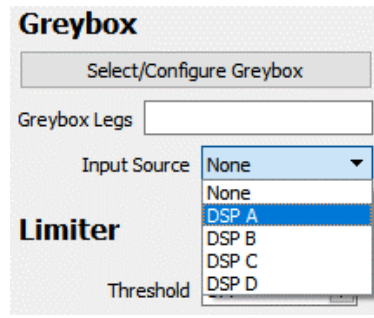 Greybox
Select/Configure Greybox
Greybox Legs
Input Source None
None
DSP A
Limiter
DSP B
DSP C
Threshold DSP D